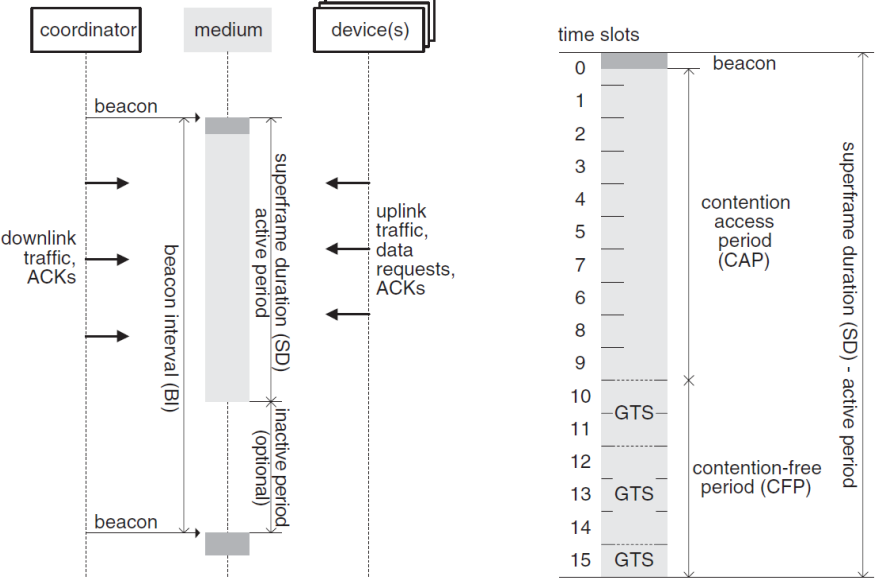 coordinator
medium
device(s)
beacon
downlink
traffic,
ACKs
beacon interval (BI)
superframe duration (SD)
active period
inactive period
(optional)
uplink
traffic,
data
requests,
ACKs
beacon
time slots
0
1
2
3
4
5
7
6
8
9
10
11
12
13
14
15
GTS
GTS
GTS
beacon
contention
access
period
(CAP)
contention-free
period (CFP)
superframe duration (SD) - active period